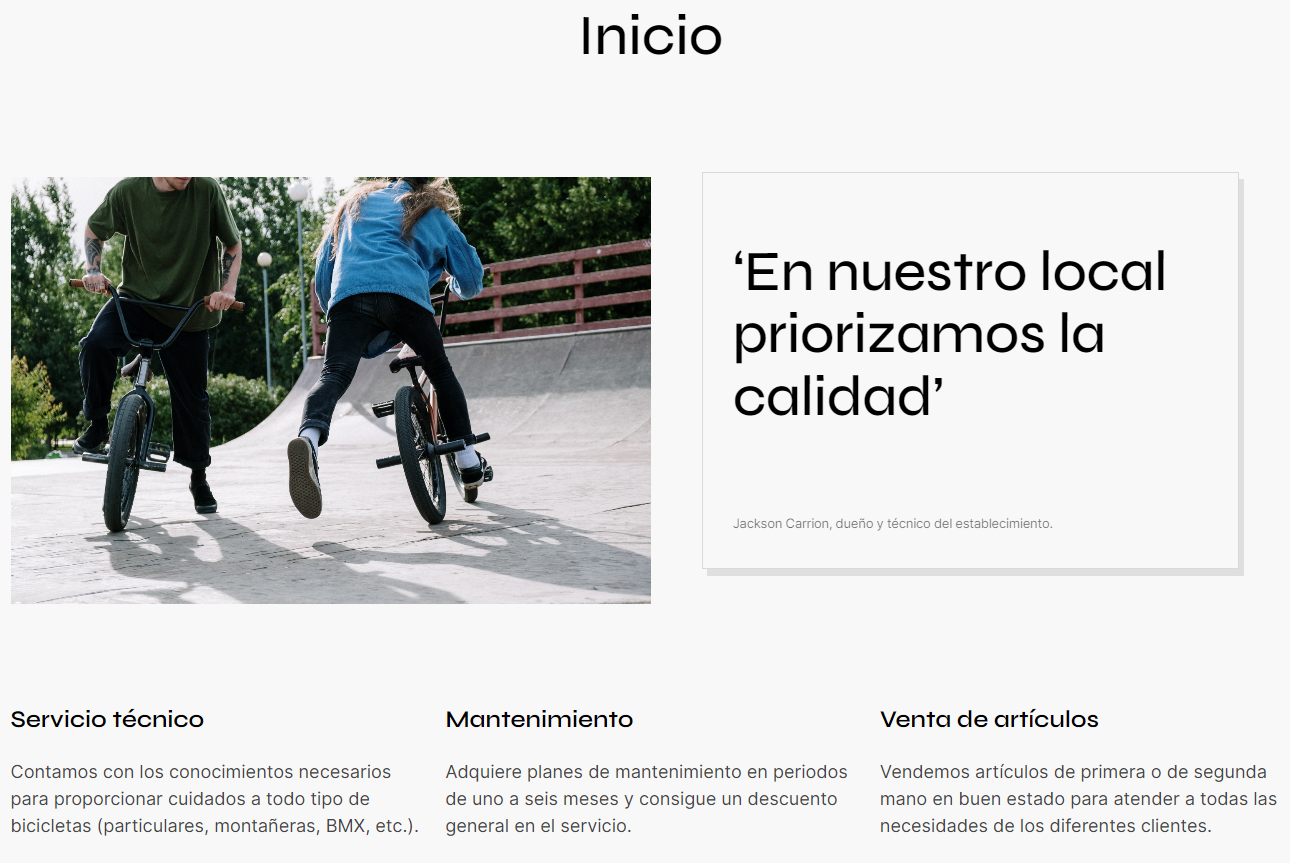 Inicio
‘En nuestro local
priorizamos la
calidad’
Jackson Carrion, dueño y técnico del establecimiento.
Servicio técnico
Contamos con los conocimientos necesarios
para proporcionar cuidados a todo tipo de
bicicletas (particulares, montañeras, BMX, etc.).
Mantenimiento
Adquiere planes de mantenimiento en periodos
de uno a seis meses y consigue un descuento
general en el servicio.
Venta de artículos
Vendemos artículos de primera o de segunda
mano en buen estado para atender a todas las
necesidades de los diferentes clientes.